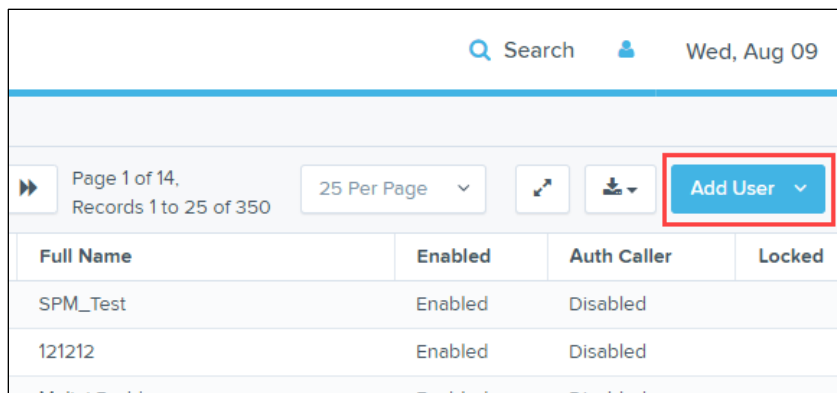 Search Wed, Aug 09
Page 1 of 14,
Records 1 to 25 of 350
25 Per Page
Add User
Full Name Enabled Auth Caller Locked
SPM_Test Enabled Disabled
121212 Enabled Disabled